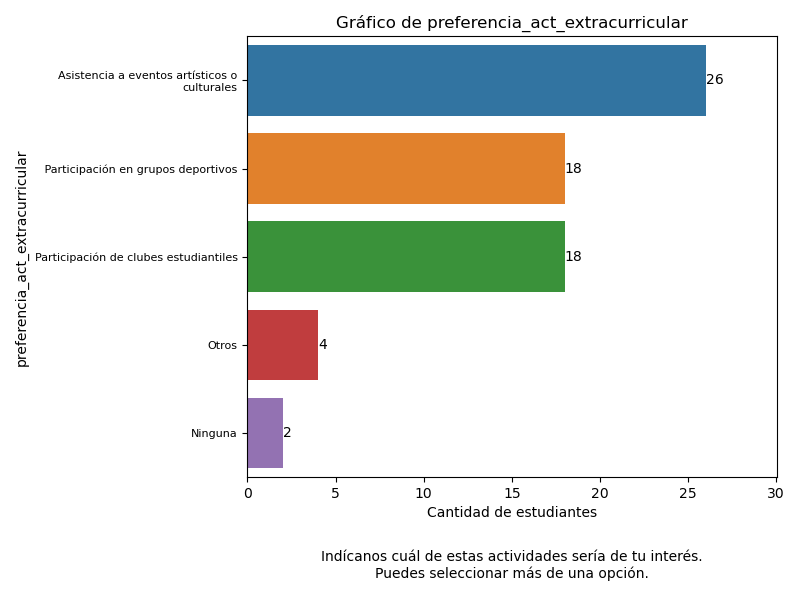 Gráfico de preferencia_act_extracurricular
preferencia_act_extracurricular
Asistencia a eventos artísticos o
culturales
26
Participación en grupos deportivos
18
Participación de clubes estudiantiles
18
Otros
4
Ninguna
2
0 5 10 15 20 25 30
Cantidad de estudiantes
Indícanos cuál de estas actividades sería de tu interés.
Puedes seleccionar más de una opción.